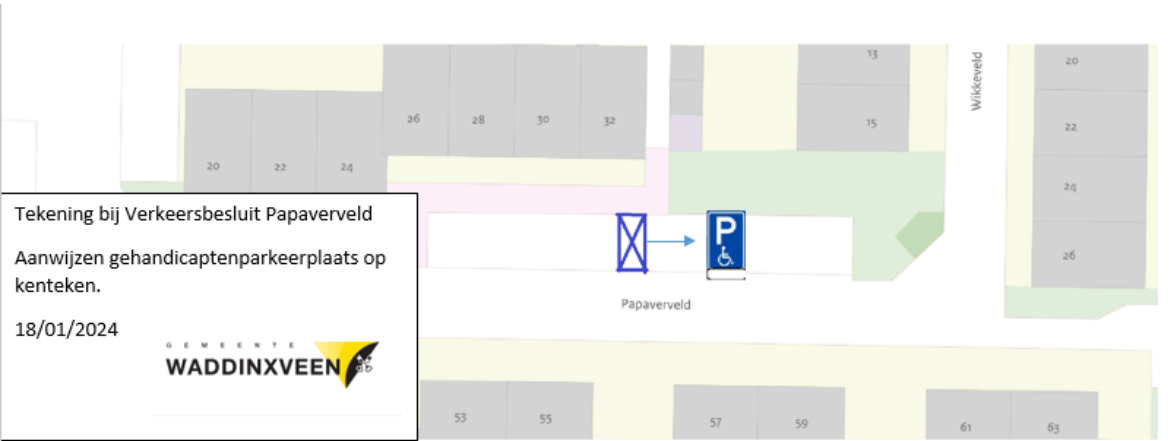 13
20
Wikkeveld
26
28
30
32
15
22
20
22
24
24
Tekening bij Verkeersbesluit Papaverveld
Aanwijzen gehandicaptenparkeerplaats op
kenteken.
18/01/2024
GEMEENTE
WADDINXVEEN
P
26
Papaverveld
53
55
57
59
61
63